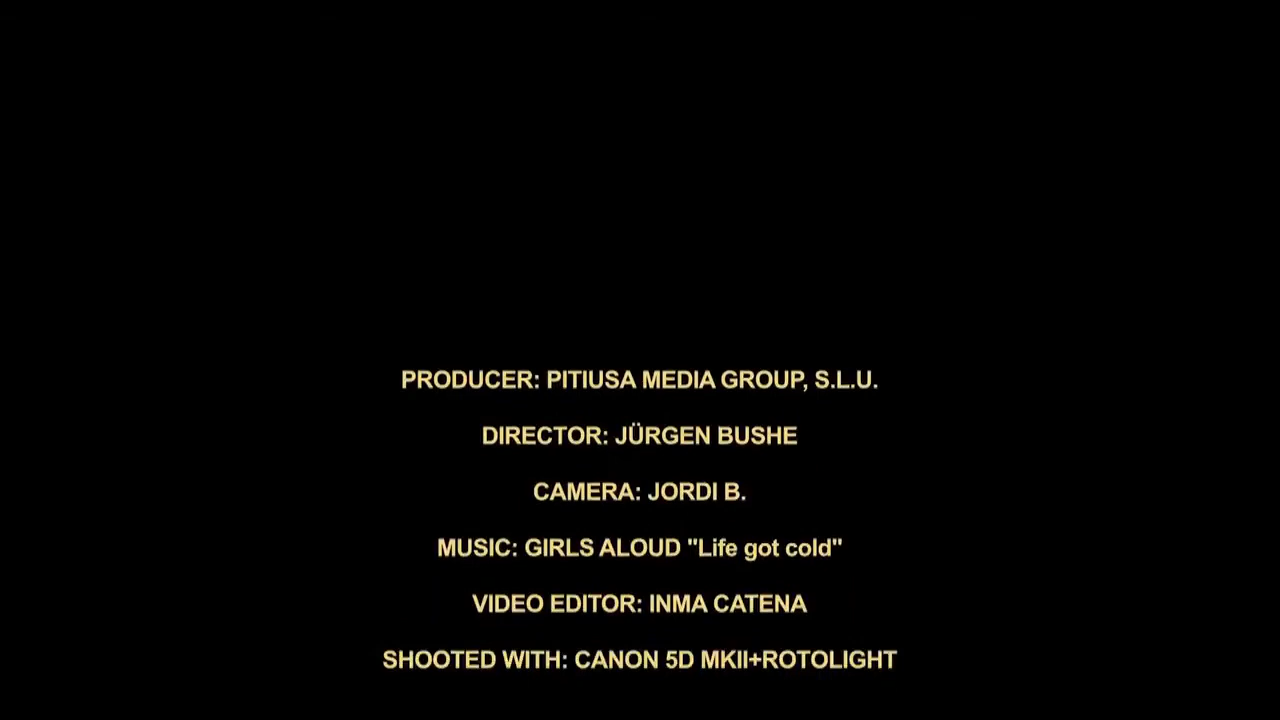 PRODUCER: PITIUSA MEDIA GROUP, S.L.U.
DIRECTOR: JÜRGEN BUSHE
CAMERA: JORDI B.
MUSIC: GIRLS ALOUD "Life got cold"
VIDEO EDITOR: INMA CATENA
SHOOTED WITH: CANON 5D MKII+ROTOLIGHT